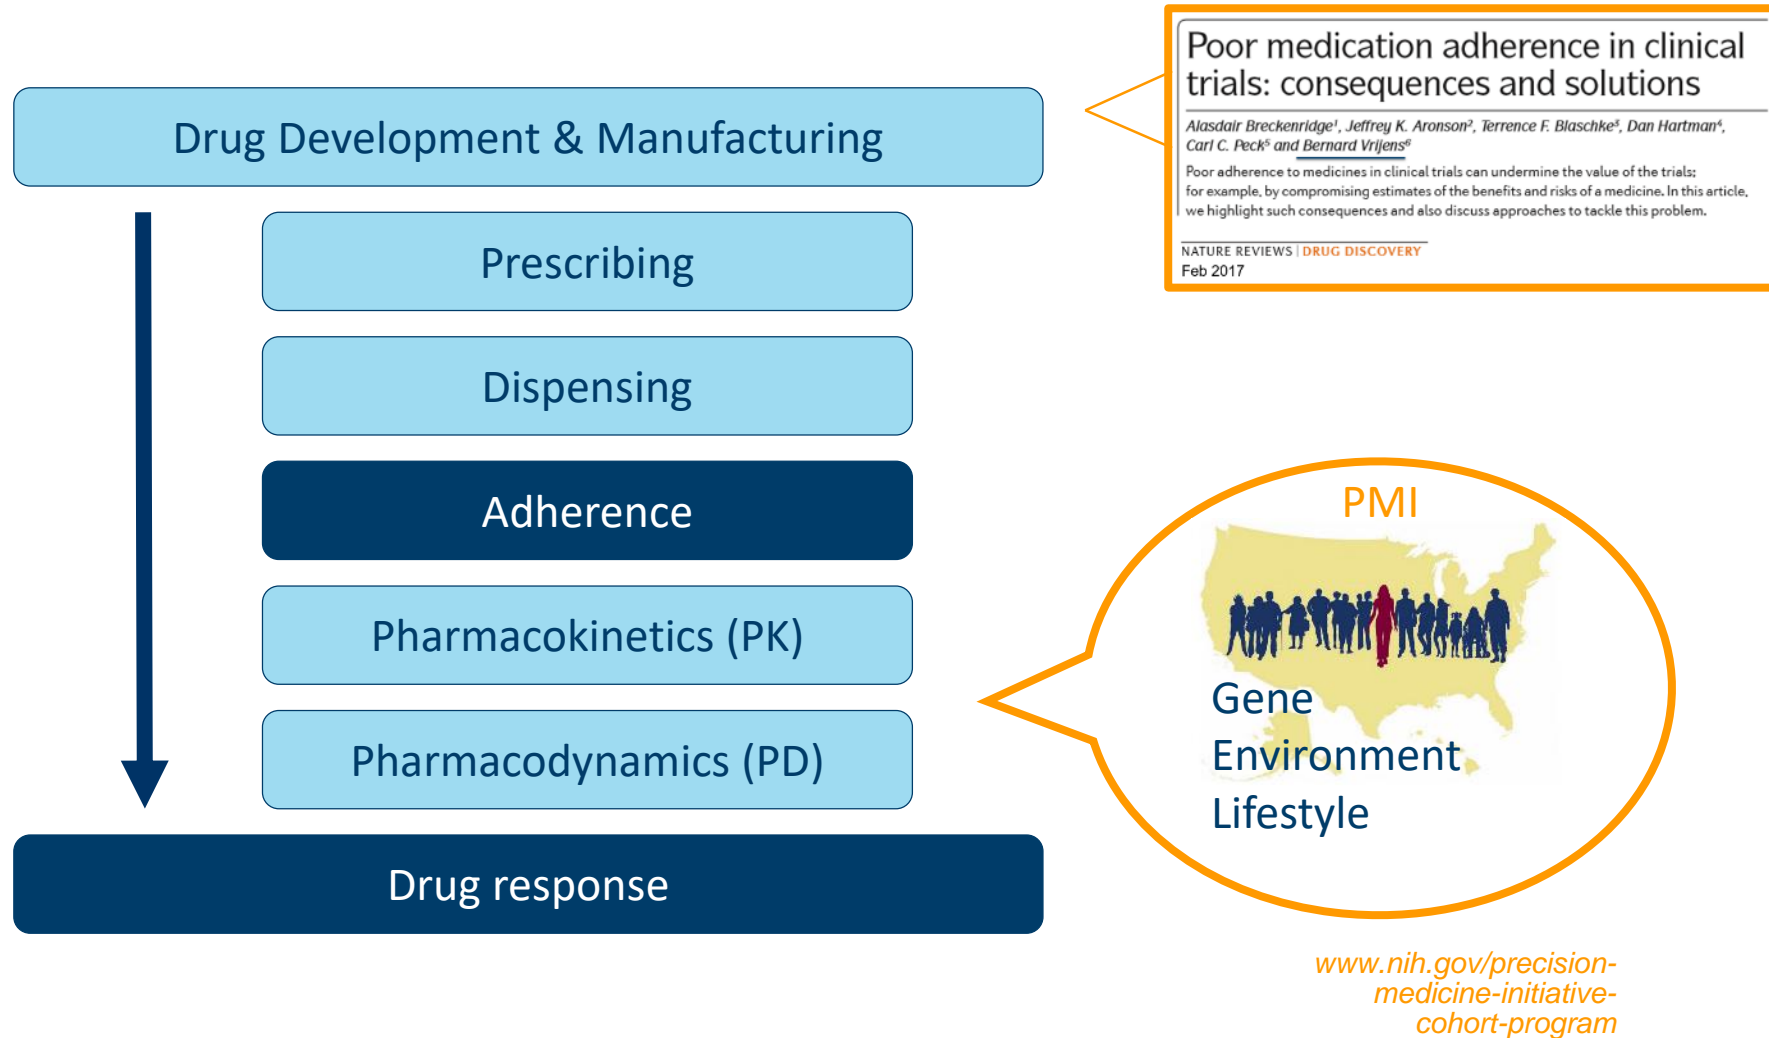 Drug Development & Manufacturing
Prescribing
Dispensing
Adherence
Pharmacokinetics (PK)
Pharmacodynamics (PD)
Drug response
Poor medication adherence in clinical
trials: consequences and solutions
Alasdair Breckenridge¹, Jeffrey K. Aronson², Terrence F. Blaschke³, Dan Hartman⁴,
Carl C. Peck⁵ and Bernard Vrijens⁶
Poor adherence to medicines in clinical trials can undermine the value of the trials;
for example, by compromising estimates of the benefits and risks of a medicine. In this article,
we highlight such consequences and also discuss approaches to tackle this problem.
NATURE REVIEWS | DRUG DISCOVERY
Feb 2017
PMI
Gene
Environment
Lifestyle
www.nih.gov/precision-
medicine-initiative-
cohort-program